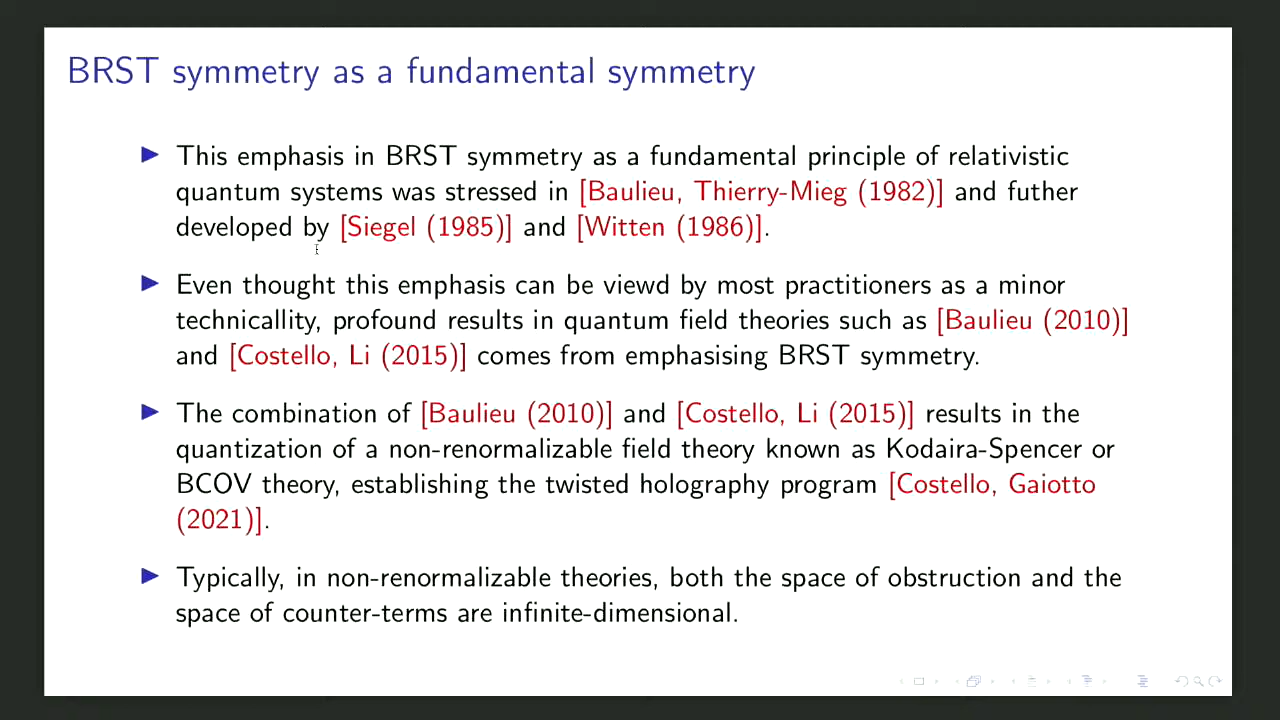 BRST symmetry as a fundamental symmetry
This emphasis in BRST symmetry as a fundamental principle of relativistic
quantum systems was stressed in [Baulieu, Thierry-Mieg (1982)] and futher
developed by [Siegel (1985)] and [Witten (1986)].
Even thought this emphasis can be viewd by most practitioners as a minor
technicallity, profound results in quantum field theories such as [Baulieu (2010)]
and [Costello, Li (2015)] comes from emphasising BRST symmetry.
The combination of [Baulieu (2010)] and [Costello, Li (2015)] results in the
quantization of a non-renormalizable field theory known as Kodaira-Spencer or
BCOV theory, establishing the twisted holography program [Costello, Gaiotto
(2021)].
Typically, in non-renormalizable theories, both the space of obstruction and the
space of counter-terms are infinite-dimensional.